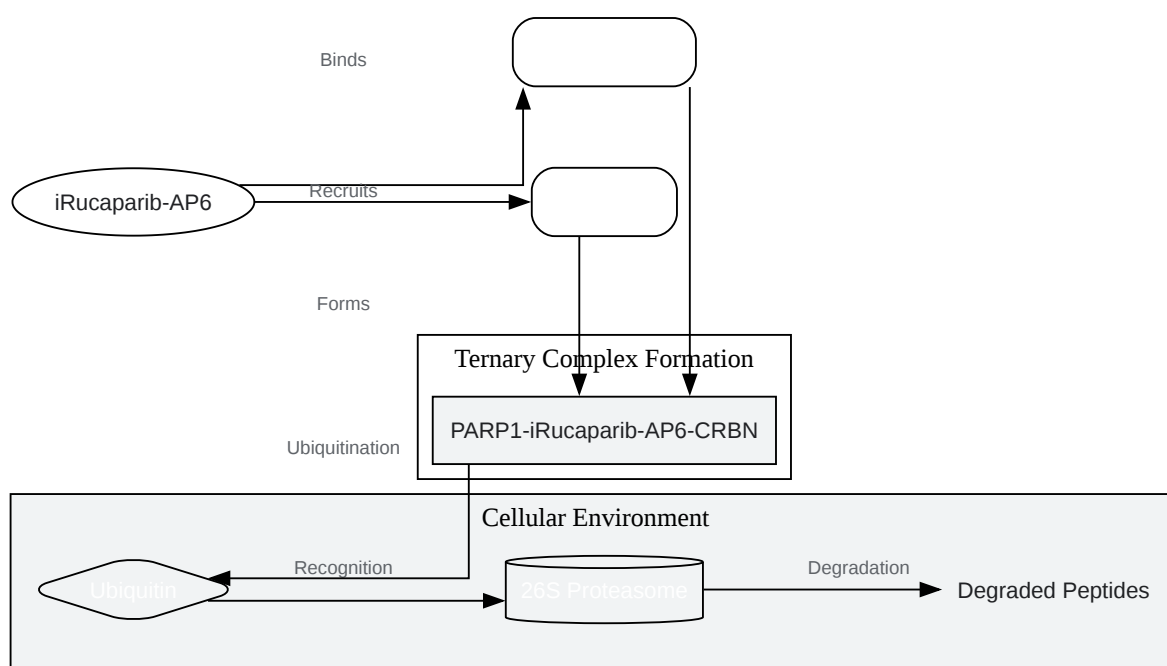 Binds
iRucaparib-AP6
Recruits
Forms
Ternary Complex Formation
PARP1-iRucaparib-AP6-CRBN
Ubiquitination
Cellular Environment
Ubiquitin
Recognition
26S Proteasome
Degradation
Degraded Peptides